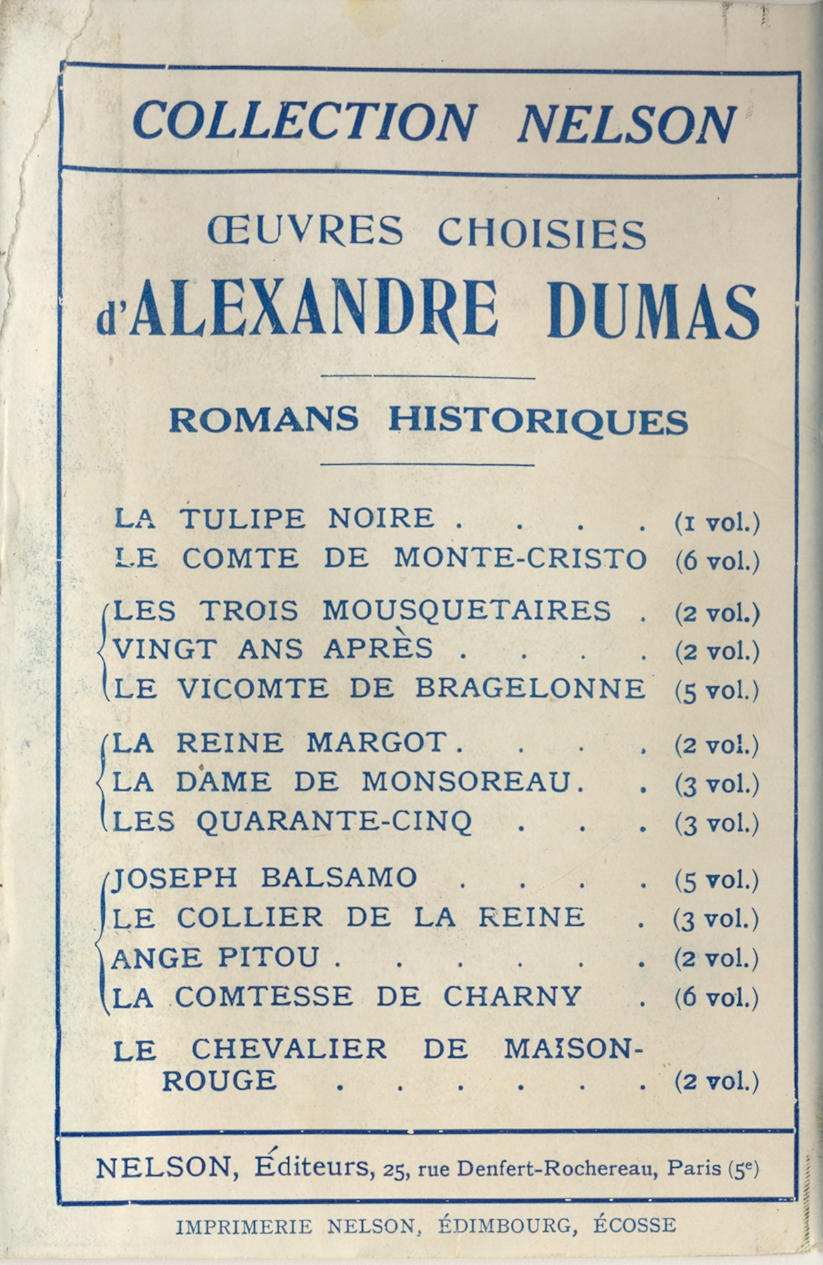 COLLECTION NELSON
ŒUVRES CHOISIES
d'ALEXANDRE DUMAS
ROMANS HISTORIQUES
LA TULIPE NOIRE . . . . (1 vol.)
LE COMTE DE MONTE-CRISTO (6 vol.)
LES TROIS MOUSQUETAIRES . (2 vol.)
VINGT ANS APRÈS . . . . (2 vol.)
LE VICOMTE DE BRAGELONNE (5 vol.)
LA REINE MARGOT . . . . (2 vol.)
LA DAME DE MONSOREAU . . (3 vol.)
LES QUARANTE-CINQ . . . (3 vol.)
JOSEPH BALSAMO . . . . (5 vol.)
LE COLLIER DE LA REINE . (3 vol.)
ANGE PITOU . . . . . . (2 vol.)
LA COMTESSE DE CHARNY . (6 vol.)
LE CHEVALIER DE MAISON-
ROUGE . . . . . . (2 vol.)
NELSON, Éditeurs, 25, rue Denfert-Rochereau, Paris (5e)
IMPRIMERIE NELSON, ÉDIMBOURG, ÉCOSSE